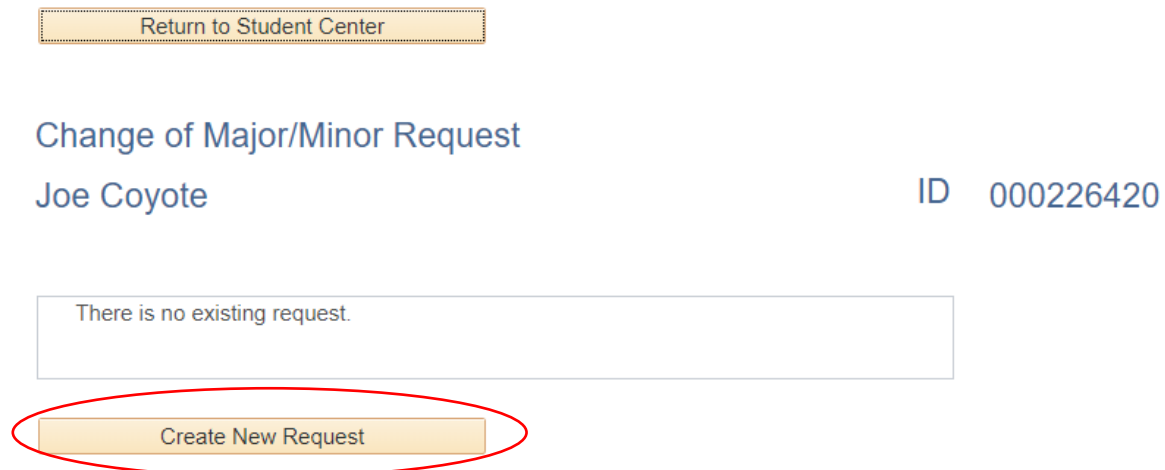 Return to Student Center
Change of Major/Minor Request
Joe Coyote ID 000226420
There is no existing request.
Create New Request